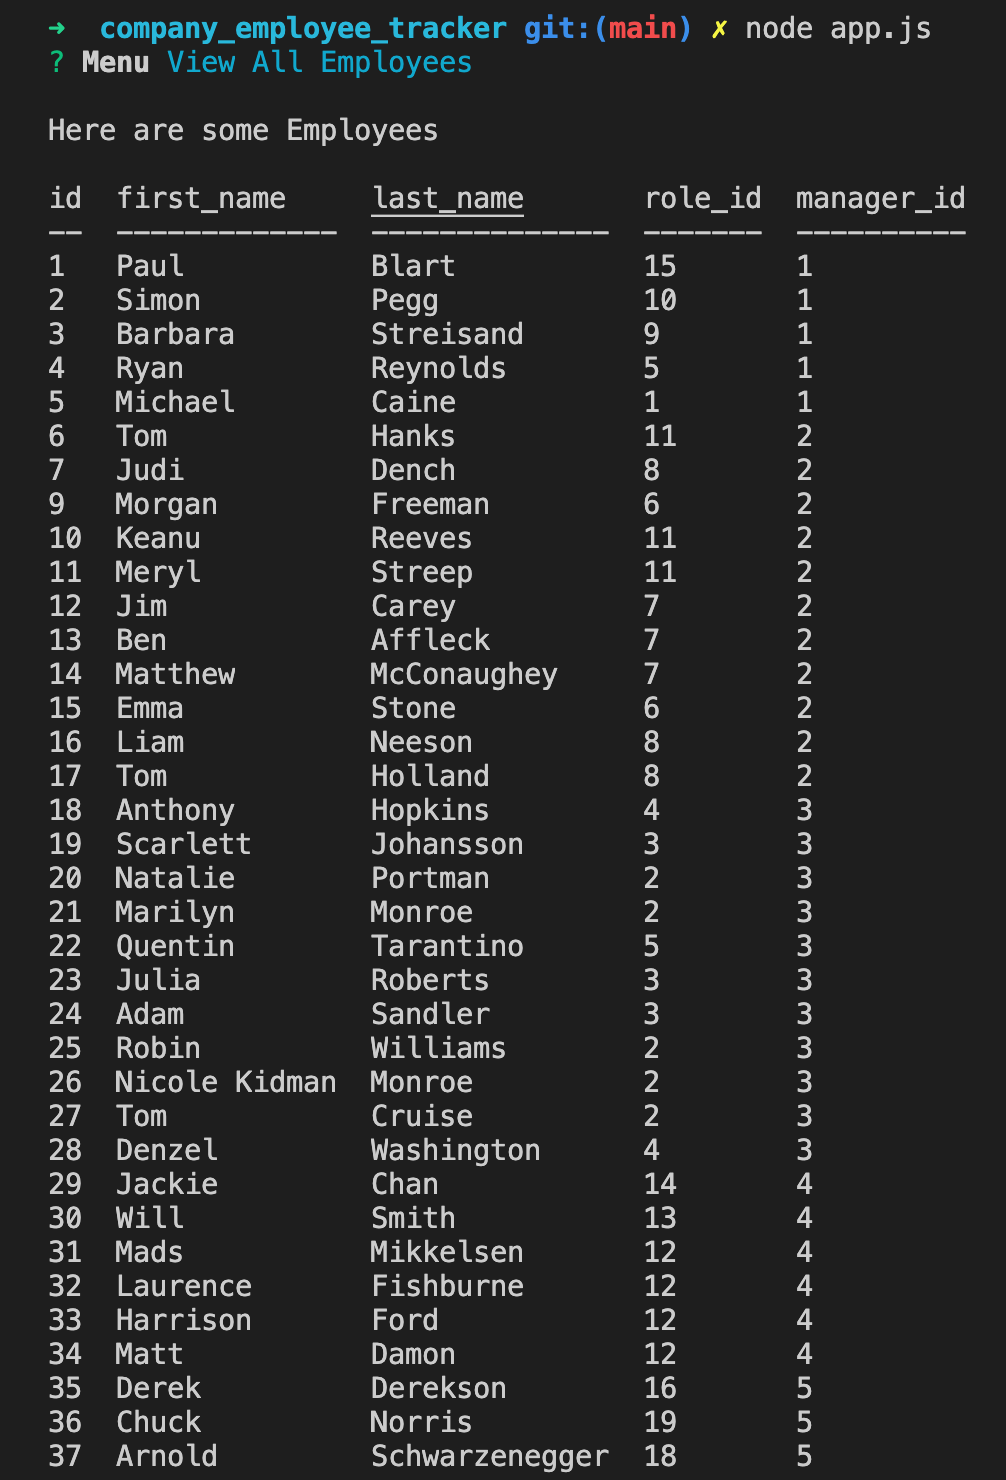 ➜  company_employee_tracker git:(main) ✗ node app.js
? Menu View All Employees
Here are some Employees
id  first_name     last_name       role_id  manager_id
--  -------------  --------------  -------  ----------
1   Paul           Blart           15       1
2   Simon          Pegg            10       1
3   Barbara        Streisand       9        1
4   Ryan           Reynolds        5        1
5   Michael        Caine           1        1
6   Tom            Hanks           11       2
7   Judi           Dench           8        2
9   Morgan         Freeman         6        2
10  Keanu          Reeves          11       2
11  Meryl          Streep          11       2
12  Jim            Carey           7        2
13  Ben            Affleck         7        2
14  Matthew        McConaughey     7        2
15  Emma           Stone           6        2
16  Liam           Neeson          8        2
17  Tom            Holland         8        2
18  Anthony        Hopkins         4        3
19  Scarlett       Johansson       3        3
20  Natalie        Portman         2        3
21  Marilyn        Monroe          2        3
22  Quentin        Tarantino       5        3
23  Julia          Roberts         3        3
24  Adam           Sandler         3        3
25  Robin          Williams        2        3
26  Nicole Kidman  Monroe          2        3
27  Tom            Cruise          2        3
28  Denzel         Washington      4        3
29  Jackie         Chan            14       4
30  Will           Smith           13       4
31  Mads           Mikkelsen       12       4
32  Laurence       Fishburne       12       4
33  Harrison       Ford            12       4
34  Matt           Damon           12       4
35  Derek          Derekson        16       5
36  Chuck          Norris          19       5
37  Arnold         Schwarzenegger  18       5